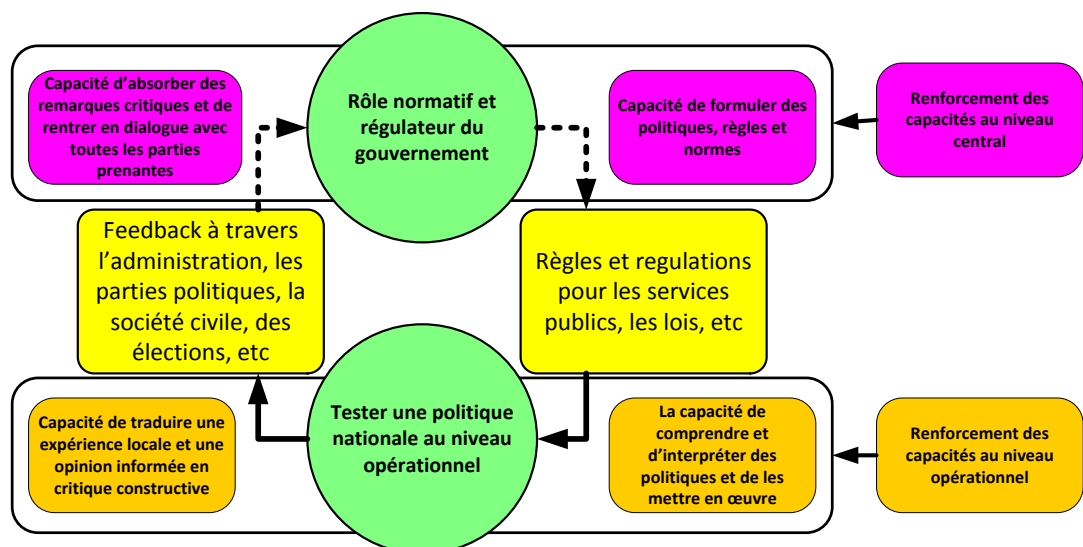 Capacité d’absorber des
remarques critiques et de
rentrer en dialogue avec
toutes les parties
prenantes
Rôle normatif et
régulateur du
gouvernement
Capacité de formuler des
politiques, règles et
normes
Renforcement des
capacités au niveau
central
Feedback à travers
l’administration, les
parties politiques, la
société civile, des
élections, etc
Règles et regulations
pour les services
publics, les lois, etc
Capacité de traduire une
expérience locale et une
opinion informée en
critique constructive
Tester une politique
nationale au niveau
opérationnel
La capacité de
comprendre et
d’interpréter des
politiques et de les
mettre en œuvre
Renforcement des
capacités au niveau
opérationnel